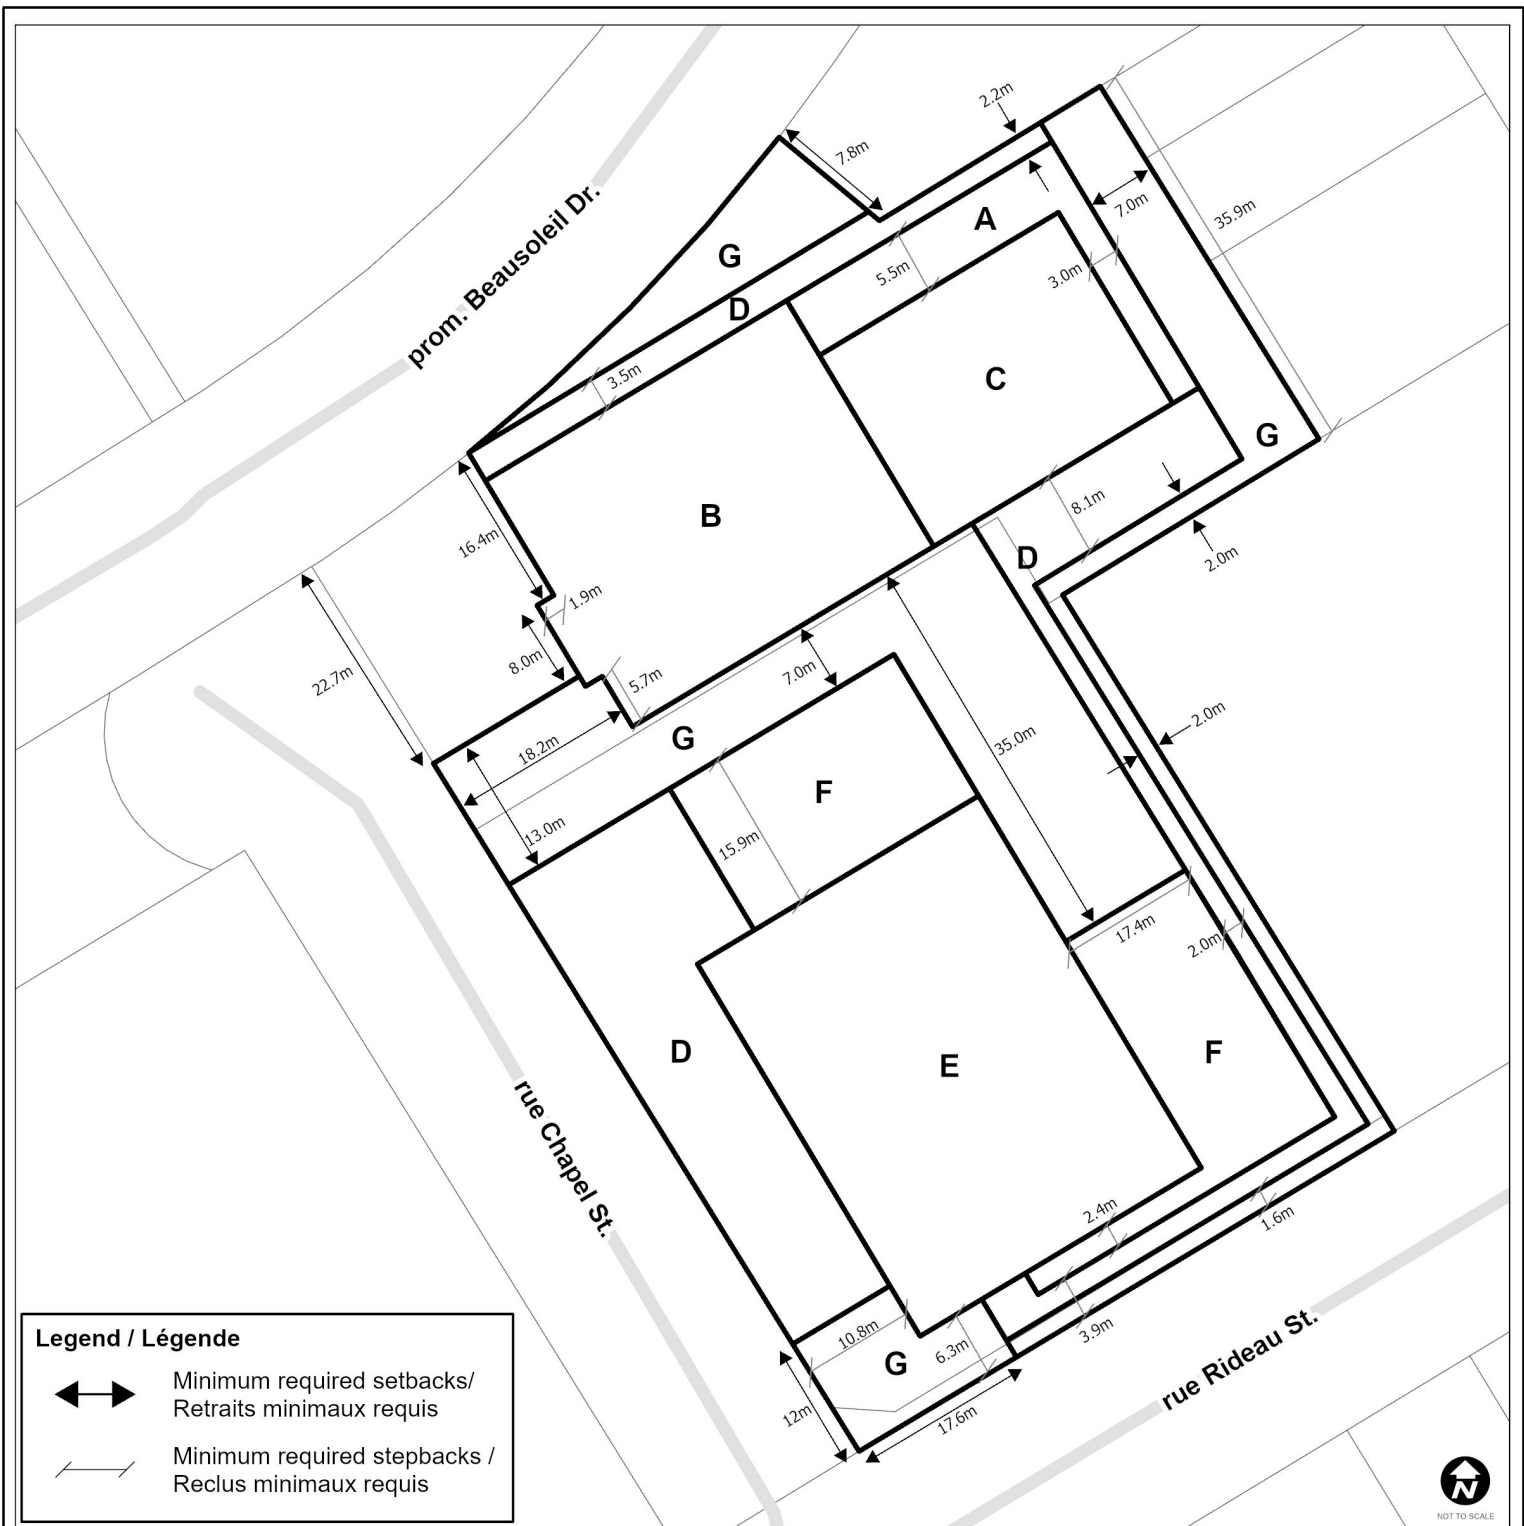 2.2m
7.8m
prom. Beausoleil Dr.
G
A
7.0m
35.9m
5.5m
3.0m
D
3.5m
C
G
B
8.1m
16.4m
D
2.0m
1.9m
8.0m
22.7m
5.7m
7.0m
2.0m
18.2m
G
35.0m
F
13.0m
15.9m
17.4m
2.0m
D
E
F
rue Chapel St.
2.4m
1.6m
10.8m
6.3m
3.9m
G
12m
17.6m
rue Rideau St.
Legend / Légende
Minimum required setbacks/
Retraits minimaux requis
Minimum required stepbacks /
Reclus minimaux requis
N
NOT TO SCALE